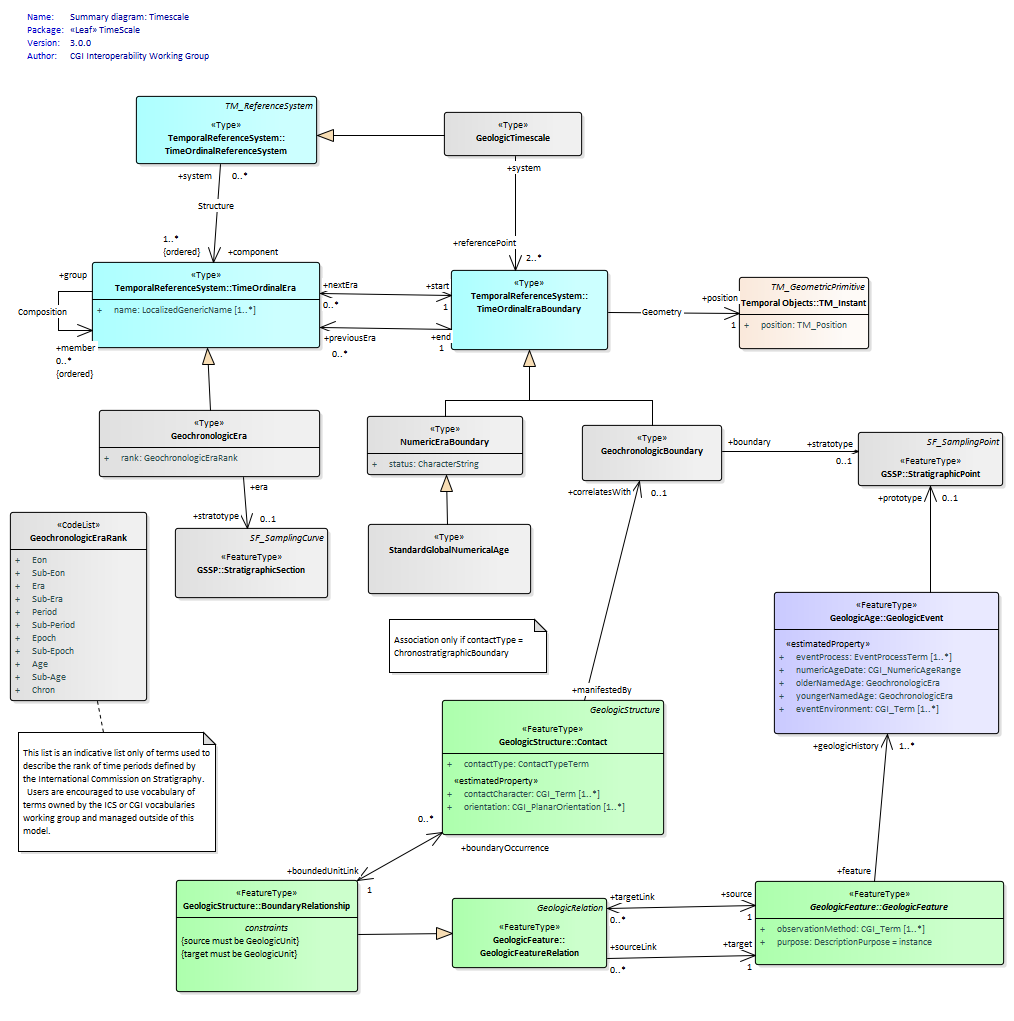 Name: Summary diagram: Timescale
Package: «Leaf» TimeScale
Version: 3.0.0
Author: CGI Interoperability Working Group
TM_ReferenceSystem
«Type»
TemporalReferenceSystem::
TimeOrdinalReferenceSystem
«Type»
GeologicTimescale
+system
0..*
Structure
1..*
{ordered}
+component
+system
+referencePoint
2..*
+group
Composition
+member
0..*
{ordered}
«Type»
TemporalReferenceSystem::TimeOrdinalEra
+ name: LocalizedGenericName [1..*]
+nextEra
0..*
+start
1
+previousEra
0..*
+end
1
«Type»
TemporalReferenceSystem::
TimeOrdinalEraBoundary
Geometry
+position
1
TM_GeometricPrimitive
Temporal Objects::TM_Instant
+ position: TM_Position
«Type»
GeochronologicEra
+ rank: GeochronologicEraRank
«Type»
NumericEraBoundary
+ status: CharacterString
«Type»
GeochronologicBoundary
+boundary
+stratotype
0..1
SF_SamplingPoint
«FeatureType»
GSSP::StratigraphicPoint
+era
+stratotype
0..1
SF_SamplingCurve
«FeatureType»
GSSP::StratigraphicSection
«Type»
StandardGlobalNumericalAge
+correlatesWith
0..1
+prototype
0..1
«CodeList»
GeochronologicEraRank
+ Eon
+ Sub-Eon
+ Era
+ Sub-Era
+ Period
+ Sub-Period
+ Epoch
+ Sub-Epoch
+ Age
+ Sub-Age
+ Chron
Association only if contactType =
ChronostratigraphicBoundary
«FeatureType»
GeologicAge::GeologicEvent
«estimatedProperty»
+ eventProcess: EventProcessTerm [1..*]
+ numericAgeDate: CGI_NumericAgeRange
+ olderNamedAge: GeochronologicEra
+ youngerNamedAge: GeochronologicEra
+ eventEnvironment: CGI_Term [1..*]
This list is an indicative list only of terms used to
describe the rank of time periods defined by
the International Commission on Stratigraphy.
Users are encouraged to use vocabulary of
terms owned by the ICS or CGI vocabularies
working group and managed outside of this
model.
+manifestedBy
GeologicStructure
«FeatureType»
GeologicStructure::Contact
+ contactType: ContactTypeTerm
«estimatedProperty»
+ contactCharacter: CGI_Term [1..*]
+ orientation: CGI_PlanarOrientation [1..*]
+geologicHistory
1..*
0..*
+boundaryOccurrence
+boundedUnitLink
1
+feature
«FeatureType»
GeologicStructure::BoundaryRelationship
constraints
{source must be GeologicUnit}
{target must be GeologicUnit}
GeologicRelation
«FeatureType»
GeologicFeature::
GeologicFeatureRelation
+targetLink
0..*
+source
1
+sourceLink
0..*
+target
1
«FeatureType»
GeologicFeature::GeologicFeature
+ observationMethod: CGI_Term [1..*]
+ purpose: DescriptionPurpose = instance